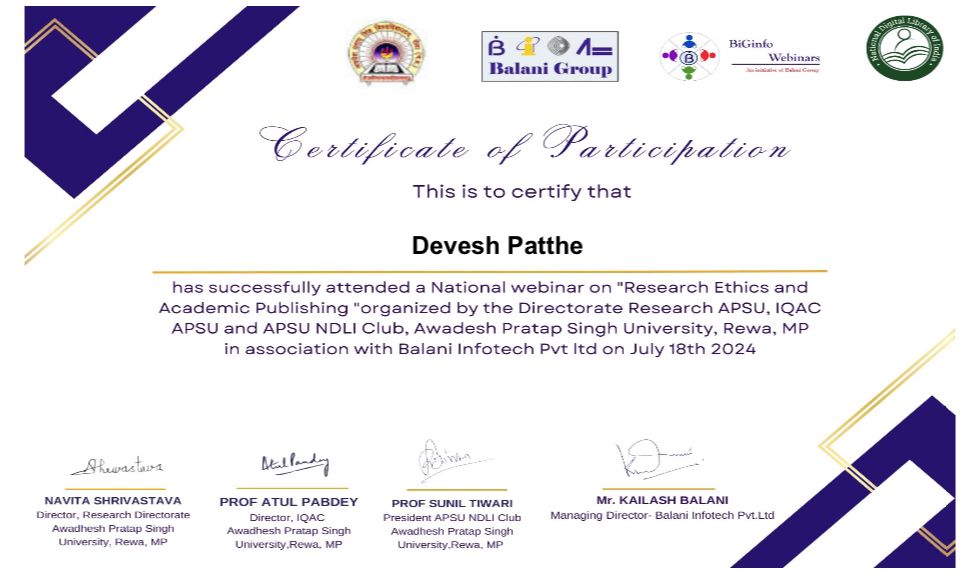 Balani Group
BiGinfo
Webinars
An initiative of Balani Group
National Digital Library of India
Certificate of Participation
This is to certify that
Devesh Patthe
has successfully attended a National webinar on "Research Ethics and
Academic Publishing "organized by the Directorate Research APSU, IQAC
APSU and APSU NDLI Club, Awadesh Pratap Singh University, Rewa, MP
in association with Balani Infotech Pvt ltd on July 18th 2024
Atul Pandey
NAVITA SHRIVASTAVA
Director, Research Directorate
Awadhesh Pratap Singh
University, Rewa, MP
PROF ATUL PABDEY
Director, IQAC
Awadhesh Pratap Singh
University,Rewa, MP
PROF SUNIL TIWARI
President APSU NDLI Club
Awadhesh Pratap Singh
University,Rewa, MP
Mr. KAILASH BALANI
Managing Director- Balani Infotech Pvt.Ltd